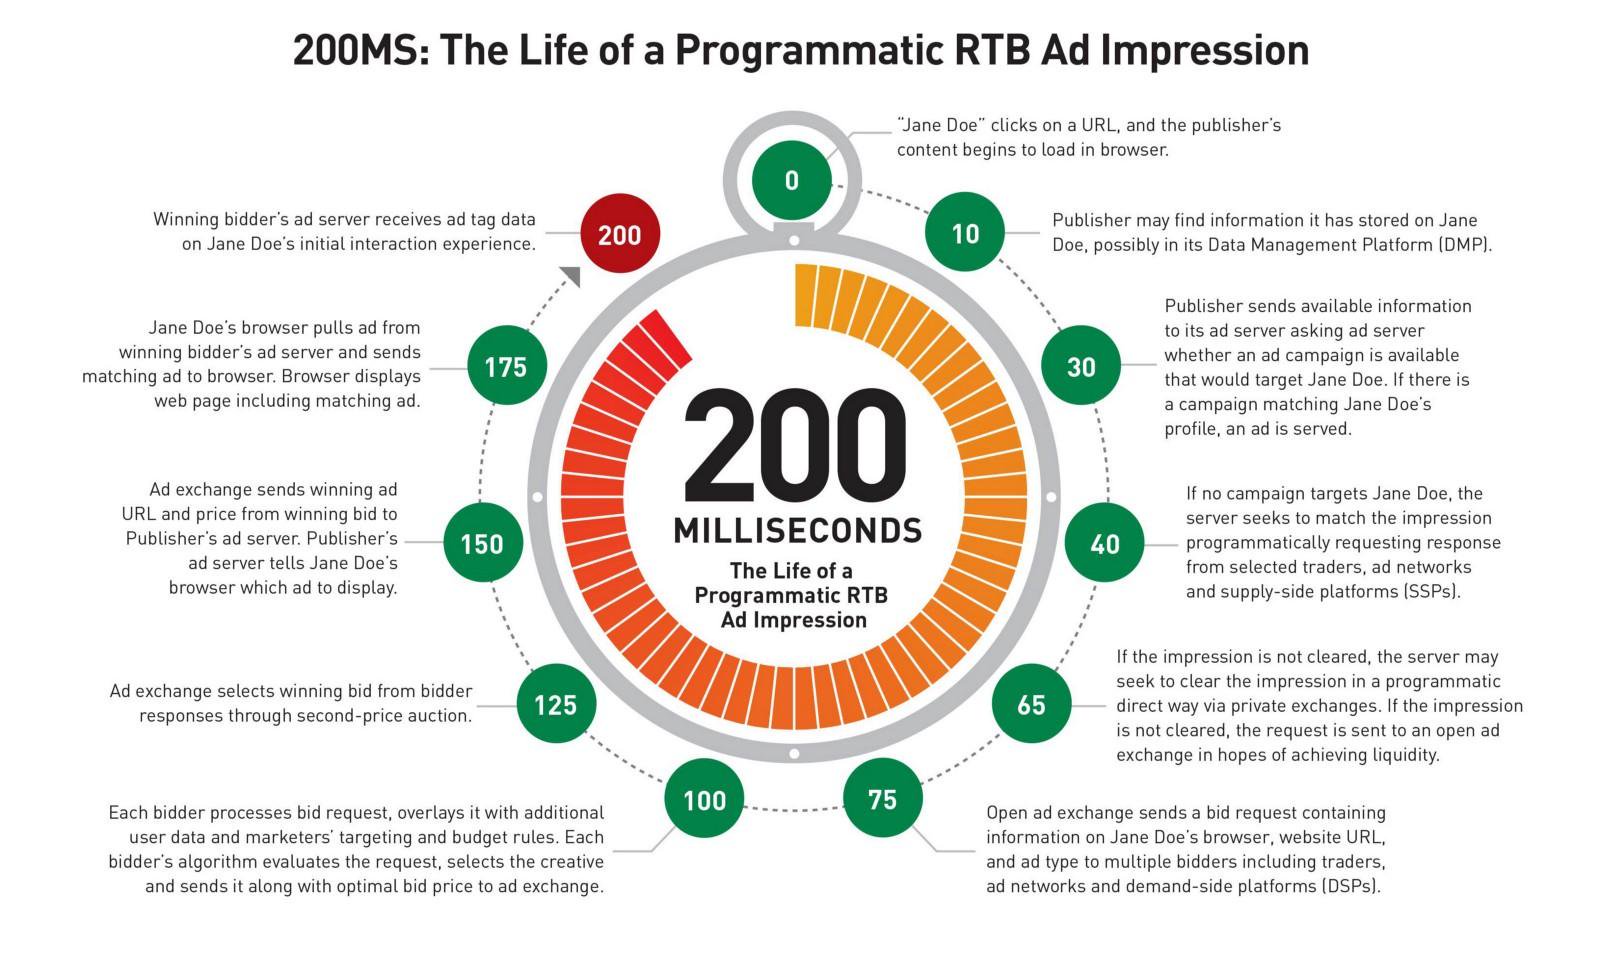 200MS: The Life of a Programmatic RTB Ad Impression
0
“Jane Doe” clicks on a URL, and the publisher’s
content begins to load in browser.
10
Publisher may find information it has stored on Jane
Doe, possibly in its Data Management Platform (DMP).
30
Publisher sends available information
to its ad server asking ad server
whether an ad campaign is available
that would target Jane Doe. If there is
a campaign matching Jane Doe’s
profile, an ad is served.
40
If no campaign targets Jane Doe, the
server seeks to match the impression
programmatically requesting response
from selected traders, ad networks
and supply-side platforms (SSPs).
65
If the impression is not cleared, the server may
seek to clear the impression in a programmatic
direct way via private exchanges. If the impression
is not cleared, the request is sent to an open ad
exchange in hopes of achieving liquidity.
75
Open ad exchange sends a bid request containing
information on Jane Doe’s browser, website URL,
and ad type to multiple bidders including traders,
ad networks and demand-side platforms (DSPs).
100
Each bidder processes bid request, overlays it with additional
user data and marketers’ targeting and budget rules. Each
bidder’s algorithm evaluates the request, selects the creative
and sends it along with optimal bid price to ad exchange.
125
Ad exchange selects winning bid from bidder
responses through second-price auction.
150
Ad exchange sends winning ad
URL and price from winning bid to
Publisher’s ad server. Publisher’s
ad server tells Jane Doe’s
browser which ad to display.
175
Jane Doe’s browser pulls ad from
winning bidder’s ad server and sends
matching ad to browser. Browser displays
web page including matching ad.
200
Winning bidder’s ad server receives ad tag data
on Jane Doe’s initial interaction experience.
200
MILLISECONDS
The Life of a
Programmatic RTB
Ad Impression